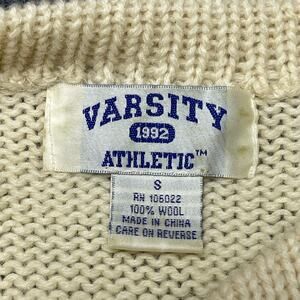 VARSITY
1992
ATHLETIC™
S
RN 106022
100% WOOL
MADE IN CHINA
CARE ON REVERSE